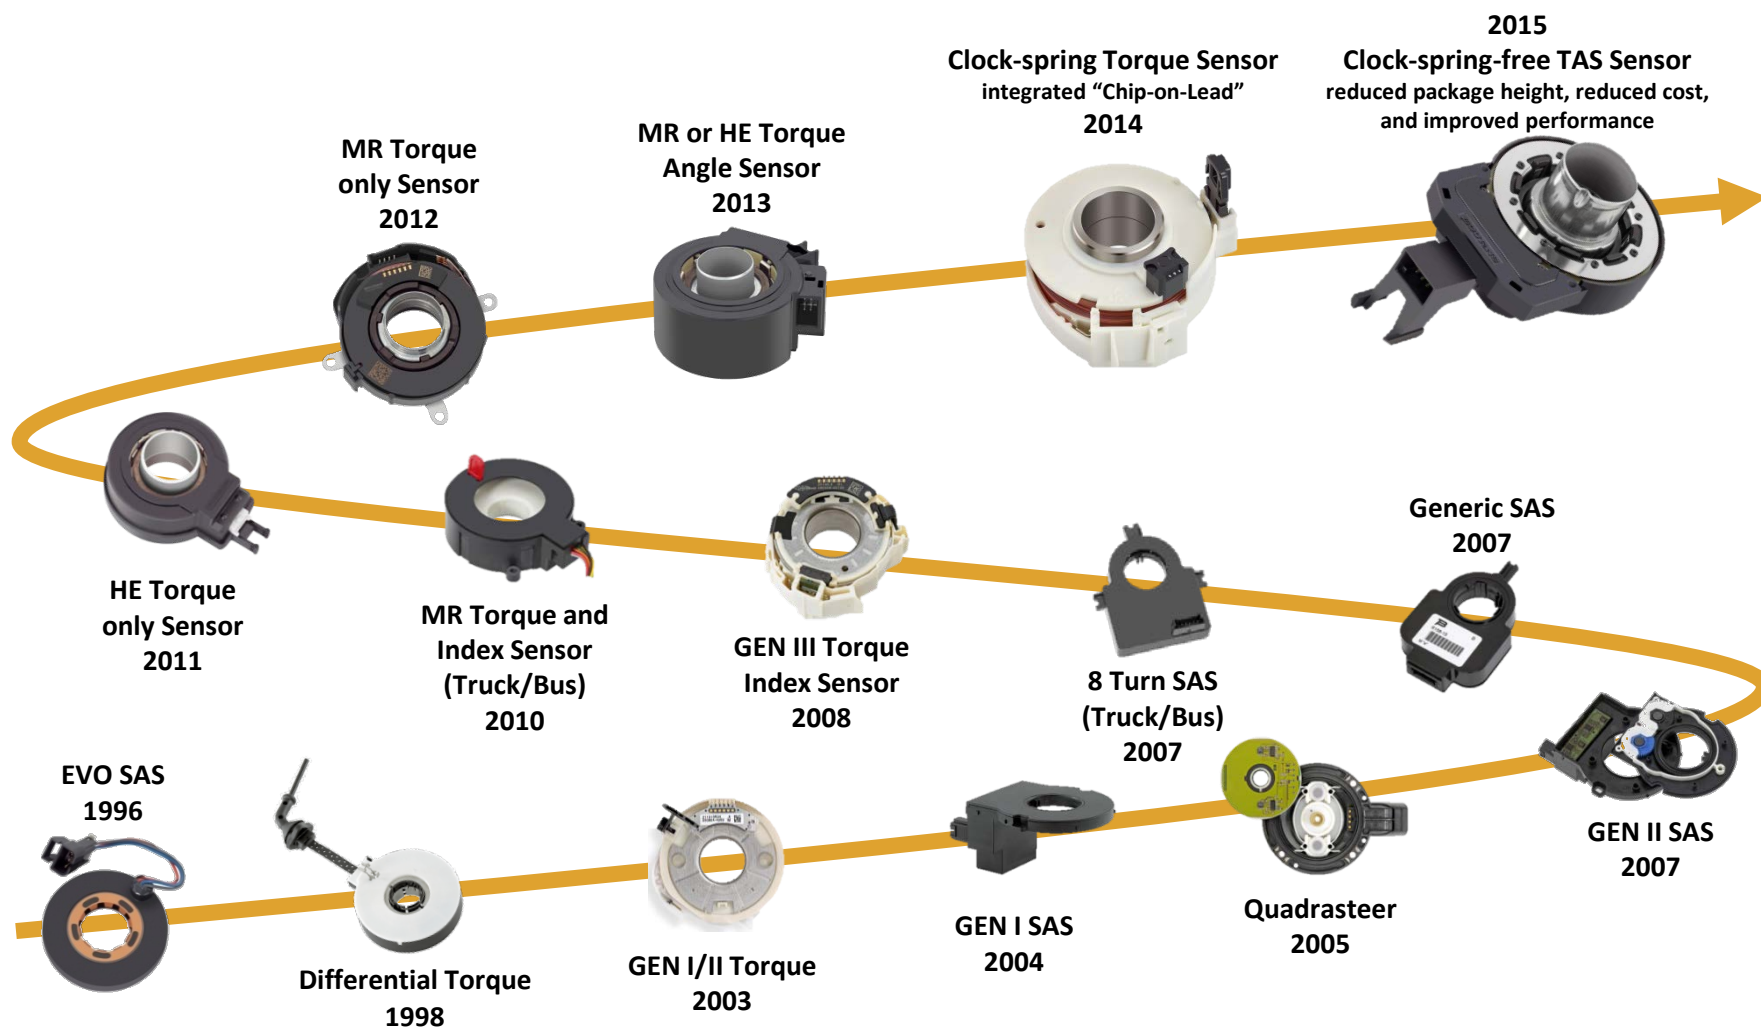 2015
Clock-spring-free TAS Sensor
reduced package height, reduced cost,
and improved performance
Clock-spring Torque Sensor
integrated “Chip-on-Lead”
2014
MR or HE Torque
Angle Sensor
2013
MR Torque
only Sensor
2012
HE Torque
only Sensor
2011
MR Torque and
Index Sensor
(Truck/Bus)
2010
GEN III Torque
Index Sensor
2008
8 Turn SAS
(Truck/Bus)
2007
Generic SAS
2007
GEN II SAS
2007
Quadrasteer
2005
GEN I SAS
2004
GEN I/II Torque
2003
Differential Torque
1998
EVO SAS
1996